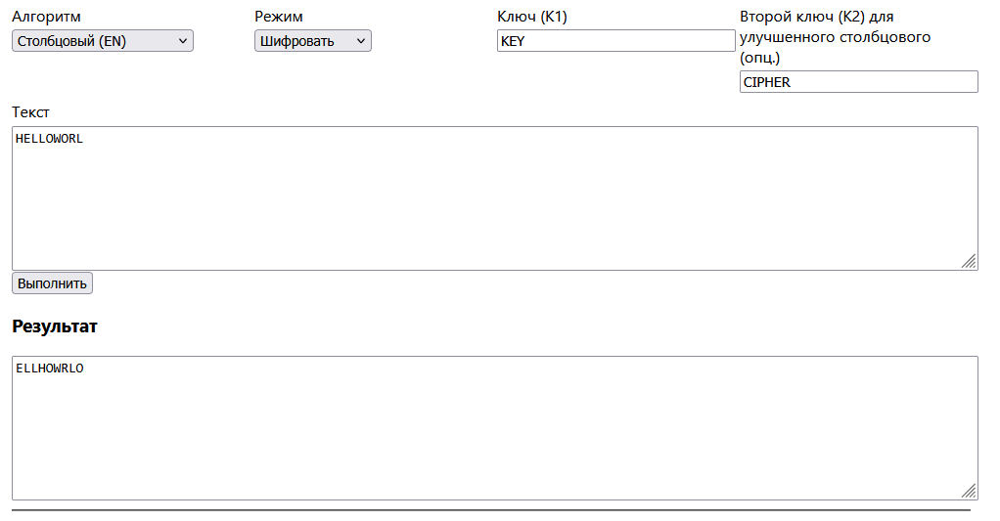 Алгоритм
Режим
Ключ (K1)
Второй ключ (K2) для
улучшенного столбцового
(опц.)
Столбцовый (EN)
Шифровать
KEY
CIPHER
Текст
HELLOWORL
Выполнить
Результат
ELLHOWRLO